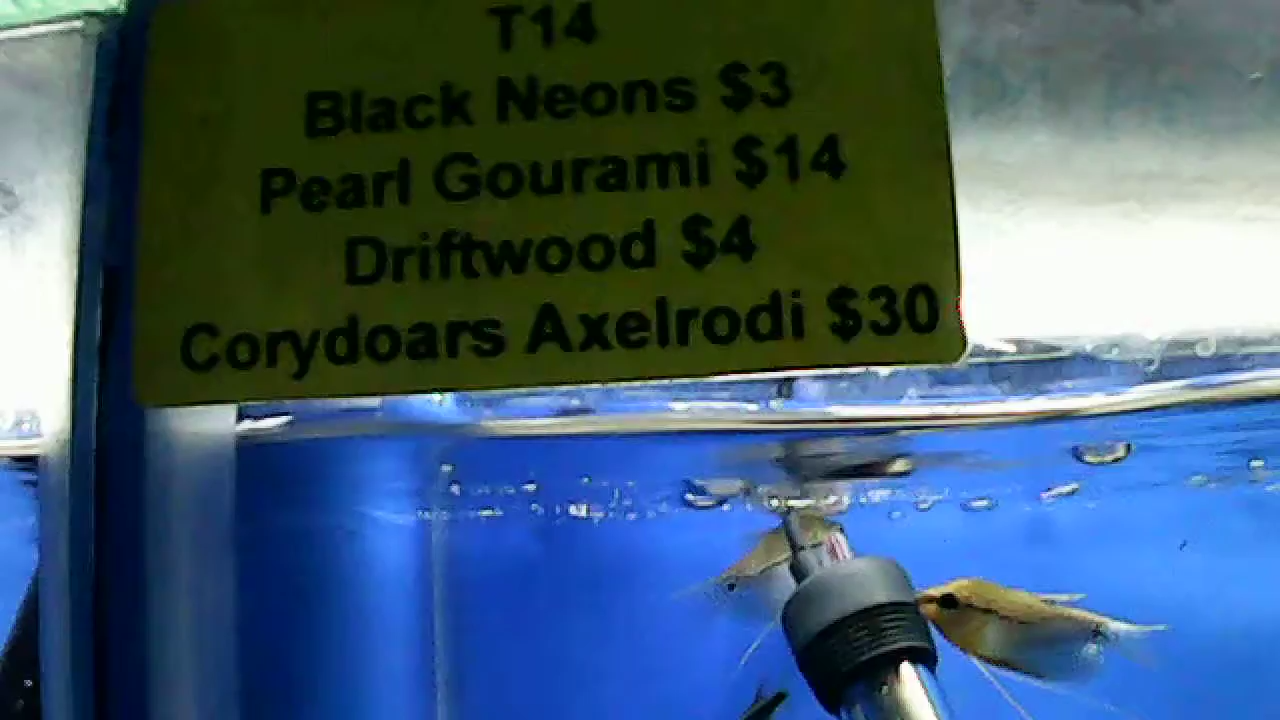 T14
Black Neons $3
Pearl Gourami $14
Driftwood $4
Corydoars Axelrodi $30